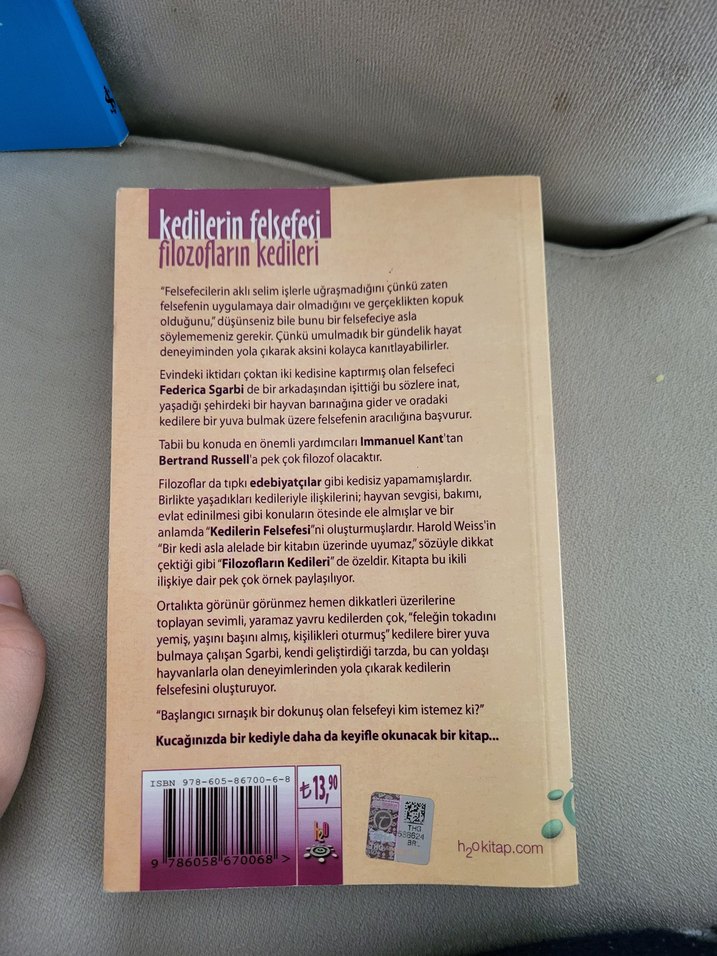 kedilerin felsefesi
filozofların kedileri
"Felsefecilerin aklı selim işlerle uğraşmadığını çünkü zaten
felsefenin uygulamaya dair olmadığını ve gerçeklikten kopuk
olduğunu," düşünseniz bile bunu bir felsefeciye asla
söylememeniz gerekir. Çünkü umulmadık bir gündelik hayat
deneyiminden yola çıkarak aksini kolayca kanıtlayabilirler.
Evindeki iktidarı çoktan iki kedisine kaptırmış olan felsefeci
Federica Sgarbi de bir arkadaşından işittiği bu sözlere inat,
yaşadığı şehirdeki bir hayvan barınağına gider ve oradaki
kedilere bir yuva bulmak üzere felsefenin aracılığına başvurur.
Tabii bu konuda en önemli yardımcıları Immanuel Kant'tan
Bertrand Russell'a pek çok filozof olacaktır.
Filozoflar da tıpkı edebiyatçılar gibi kedisiz yapamamışlardır.
Birlikte yaşadıkları kedileriyle ilişkilerini; hayvan sevgisi, bakımı,
evlat edinilmesi gibi konuların ötesinde ele almışlar ve bir
anlamda "Kedilerin Felsefesi"ni oluşturmuşlardır. Harold Weiss'in
"Bir kedi asla alelade bir kitabın üzerinde uyumaz," sözüyle dikkat
çektiği gibi "Filozofların Kedileri" de özeldir. Kitapta bu ikili
ilişkiye dair pek çok örnek paylaşılıyor.
Ortalıkta görünür görünmez hemen dikkatleri üzerilerine
toplayan sevimli, yaramaz yavru kedilerden çok, "feleğin tokadını
yemiş, yaşını başını almış, kişilikleri oturmuş" kedilere birer yuva
bulmaya çalışan Sgarbi, kendi geliştirdiği tarzda, bu can yoldaşı
hayvanlarla olan deneyimlerinden yola çıkarak kedilerin
felsefesini oluşturuyor.
"Başlangıcı sırnaşık bir dokunuş olan felsefeyi kim istemez ki?"
Kucağınızda bir kediyle daha da keyifle okunacak bir kitap...
ISBN 978-605-86700-6-8
9 786058 670068 >
₺13,90
h2o
THG
BR
h2okitap.com